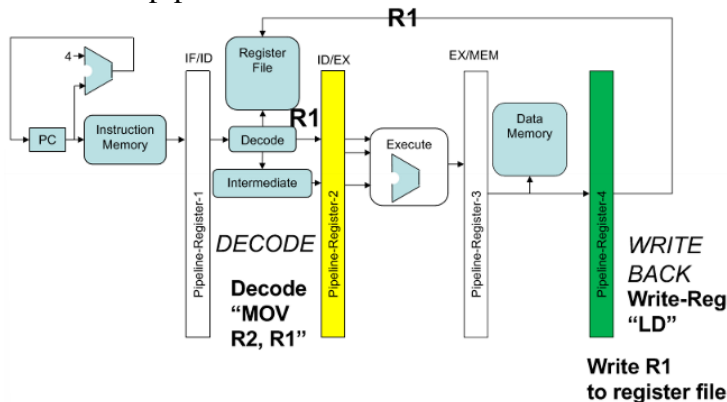 R1
IF/ID
Register
File
ID/EX
EX/MEM
4
R1
PC
Instruction
Memory
Decode
Intermediate
Execute
Data
Memory
Pipeline-Register-1
Pipeline-Register-2
Pipeline-Register-3
Pipeline-Register-4
DECODE
Decode
“MOV
R2, R1”
WRITE
BACK
Write-Reg
“LD”
Write R1
to register file